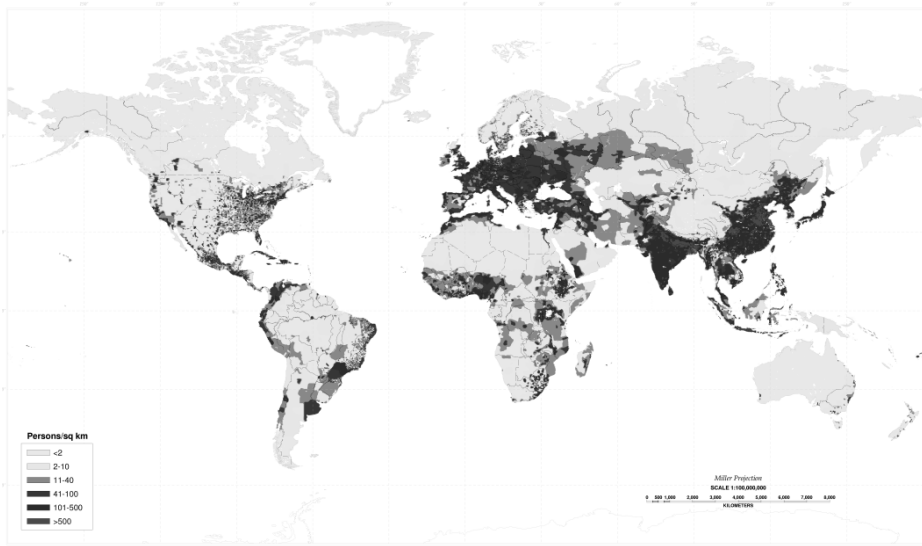 Persons/sq km
<2
2-10
11-40
41-100
101-500
>500
Miller Projection
SCALE 1:100,000,000
0 500 1,000 2,000 3,000 4,000 5,000 6,000 7,000 8,000
KILOMETERS